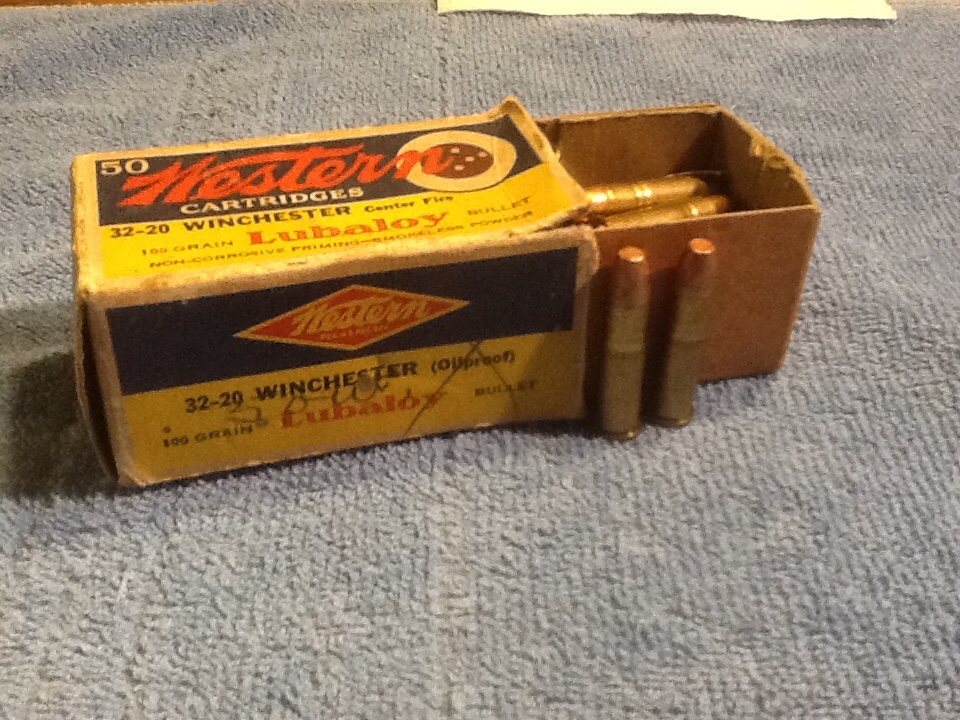 50 Western
CARTRIDGES
32-20 WINCHESTER Center Fire
100 GRAIN Lubaloy BULLET
NON-CORROSIVE PRIMING-SMOKELESS POWDER
Western
32-20 WINCHESTER (Oilproof)
100 GRAIN Lubaloy BULLET